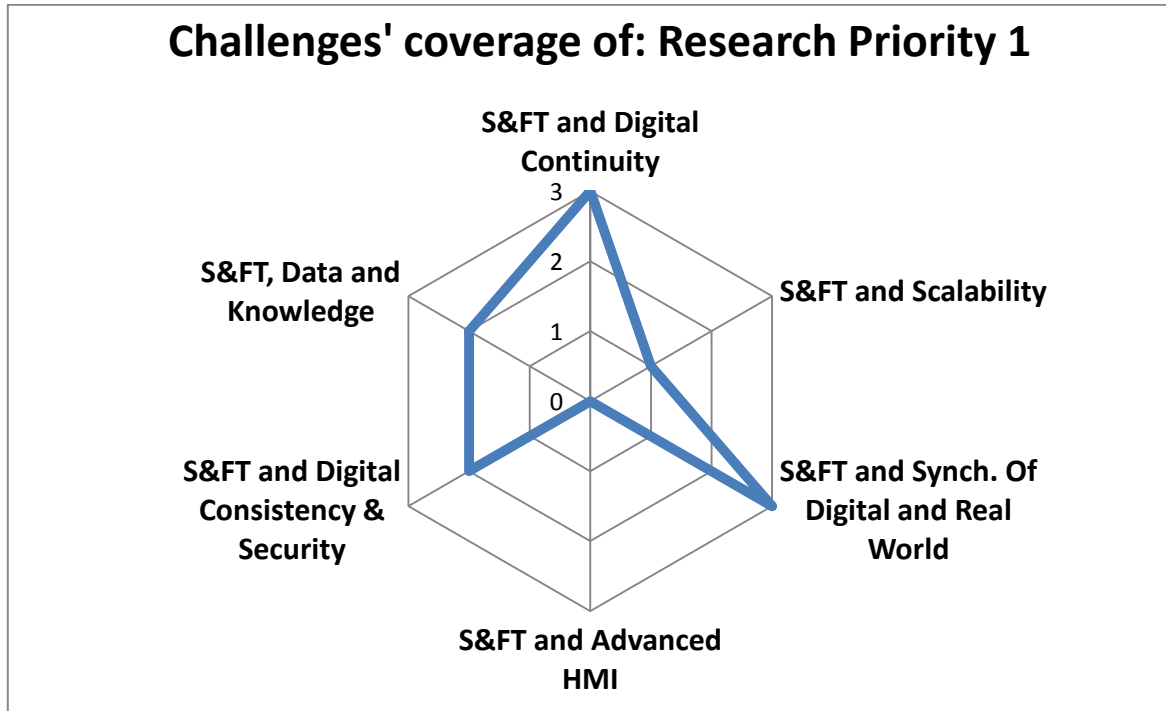 Challenges' coverage of: Research Priority 1
S&FT and Digital
Continuity
3
2
1
0
S&FT and Scalability
S&FT and Synch. Of
Digital and Real
World
S&FT and Advanced
HMI
S&FT and Digital
Consistency &
Security
S&FT, Data and
Knowledge